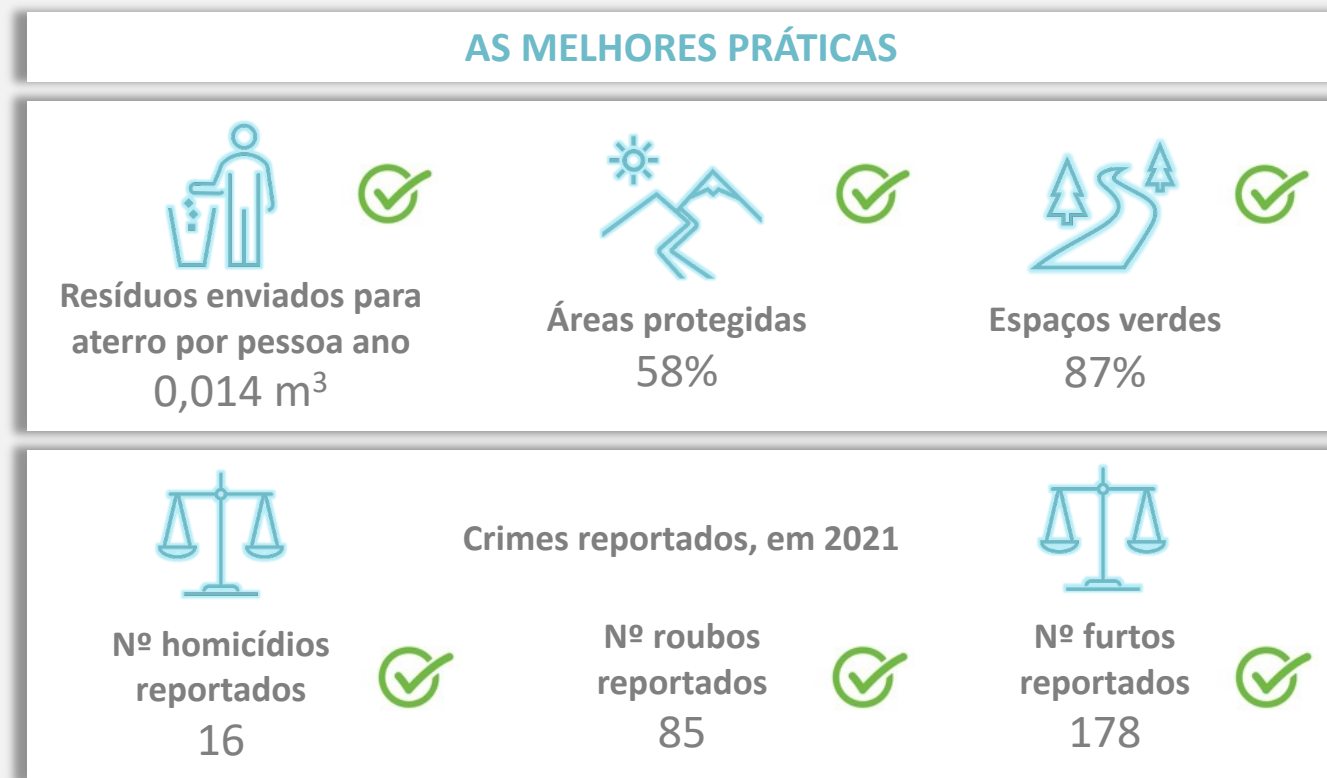 AS MELHORES PRÁTICAS
Resíduos enviados para
aterro por pessoa ano
0,014 m³
Áreas protegidas
58%
Espaços verdes
87%
Crimes reportados, em 2021
Nº homicídios
reportados
16
Nº roubos
reportados
85
Nº furtos
reportados
178